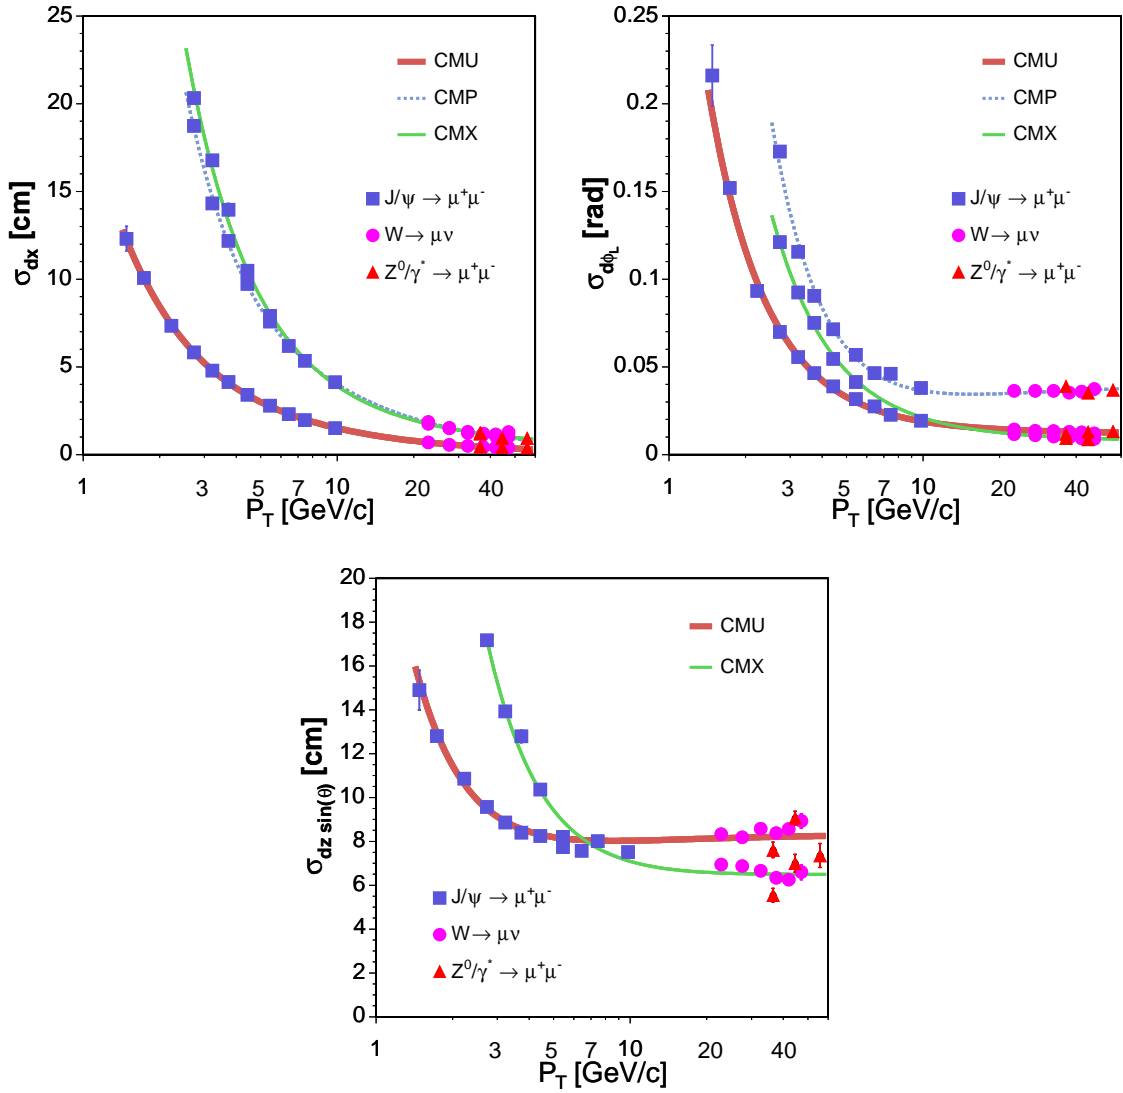 25
20
15
10
5
0
σdx [cm]
CMU
CMP
CMX
J/ψ → μ+μ-
W → μν
Z0/γ* → μ+μ-
1 3 5 7 10 20 40
PT [GeV/c]
0.25
0.2
0.15
0.1
0.05
0
σdϕL [rad]
CMU
CMP
CMX
J/ψ → μ+μ-
W → μν
Z0/γ* → μ+μ-
1 3 5 7 10 20 40
PT [GeV/c]
20
18
16
14
12
10
8
6
4
2
0
σdz sin(θ) [cm]
CMU
CMX
J/ψ → μ+μ-
W → μν
Z0/γ* → μ+μ-
1 3 5 7 10 20 40
PT [GeV/c]